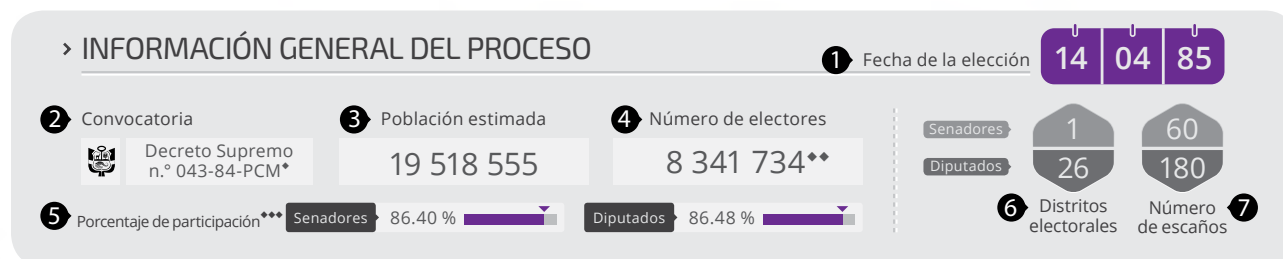 › INFORMACIÓN GENERAL DEL PROCESO
1 Fecha de la elección 14 04 85
2 Convocatoria
Decreto Supremo
n.° 043-84-PCM◆
3 Población estimada
19 518 555
4 Número de electores
8 341 734◆◆
5 Porcentaje de participación◆◆◆ Senadores 86.40 % Diputados 86.48 %
Senadores 1 60
Diputados 26 180
6 Distritos
electorales
Número 7
de escaños